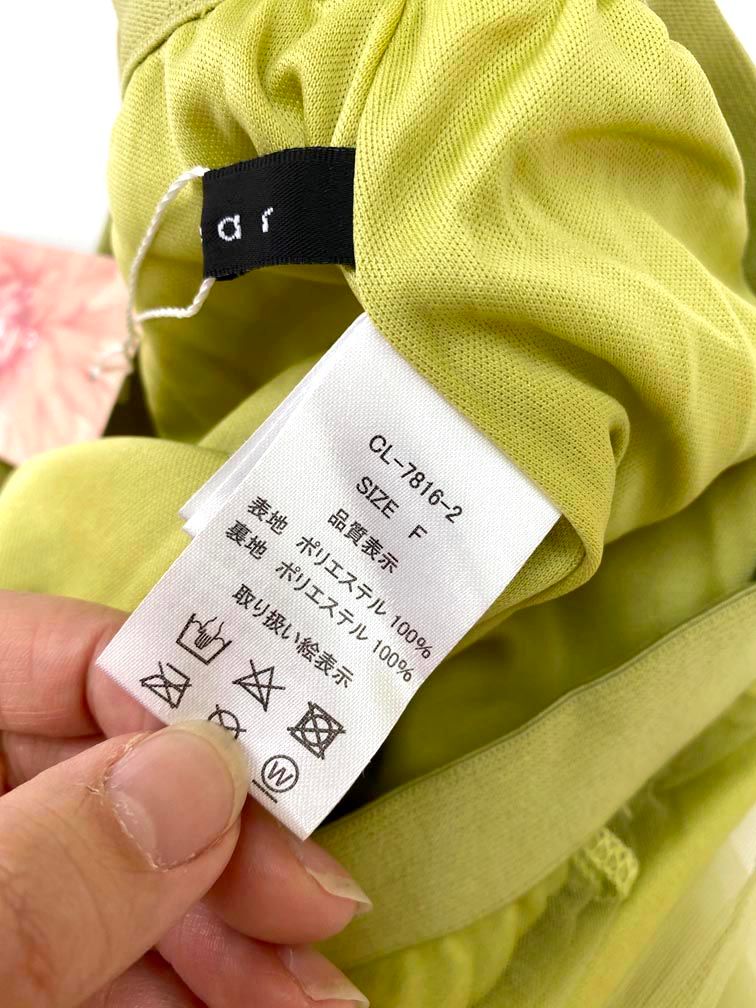 ar
CL-7816-2
SIZE F
品質表示
表地 ポリエステル 100%
裏地 ポリエステル 100%
取り扱い絵表示
W